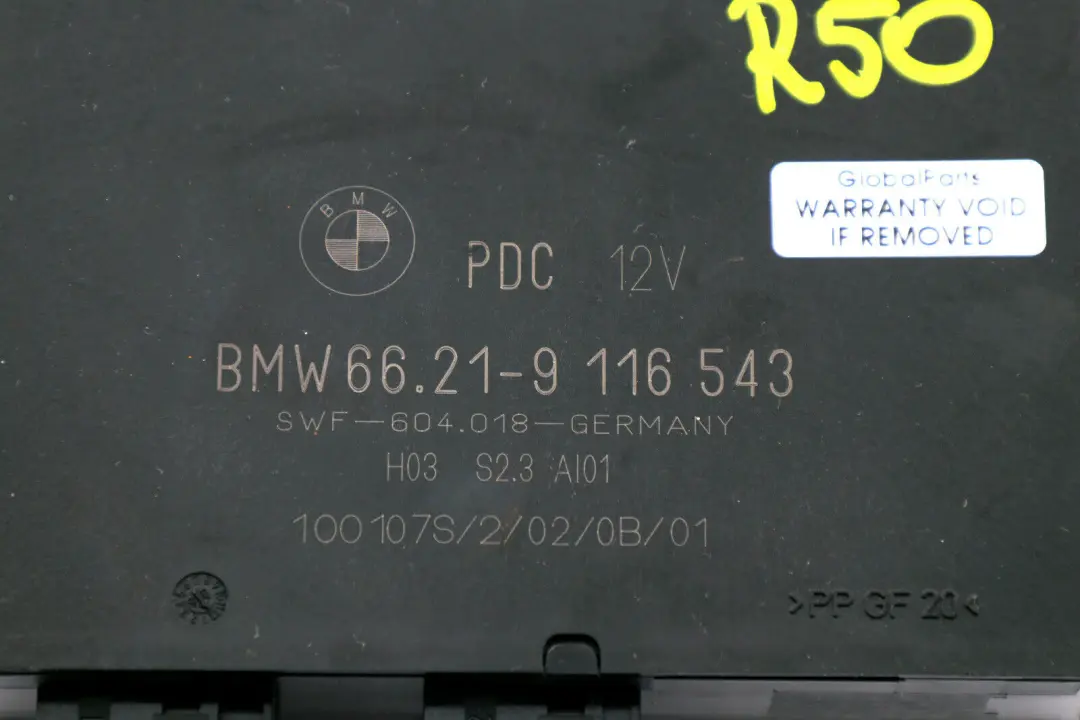 R50
GlobalParts
WARRANTY VOID
IF REMOVED
BMW
PDC 12V
BMW 66.21-9 116 543
SWF-604.018-GERMANY
H03 S2.3 AI01
100107S/2/02/0B/01
>PP GF 20<